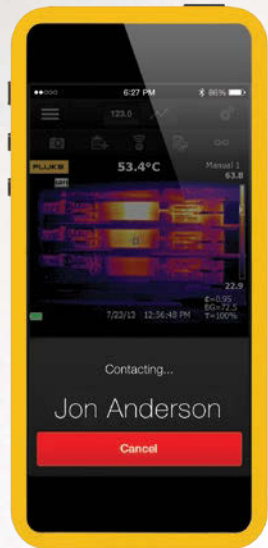 6:27 PM 86%
123.0
FLUKE 53.4°C Manual 1
63.8
22.9
ε=0.95
BG=72.5
7/23/13 12:56:48 PM T=100%
Contacting...
Jon Anderson
Cancel